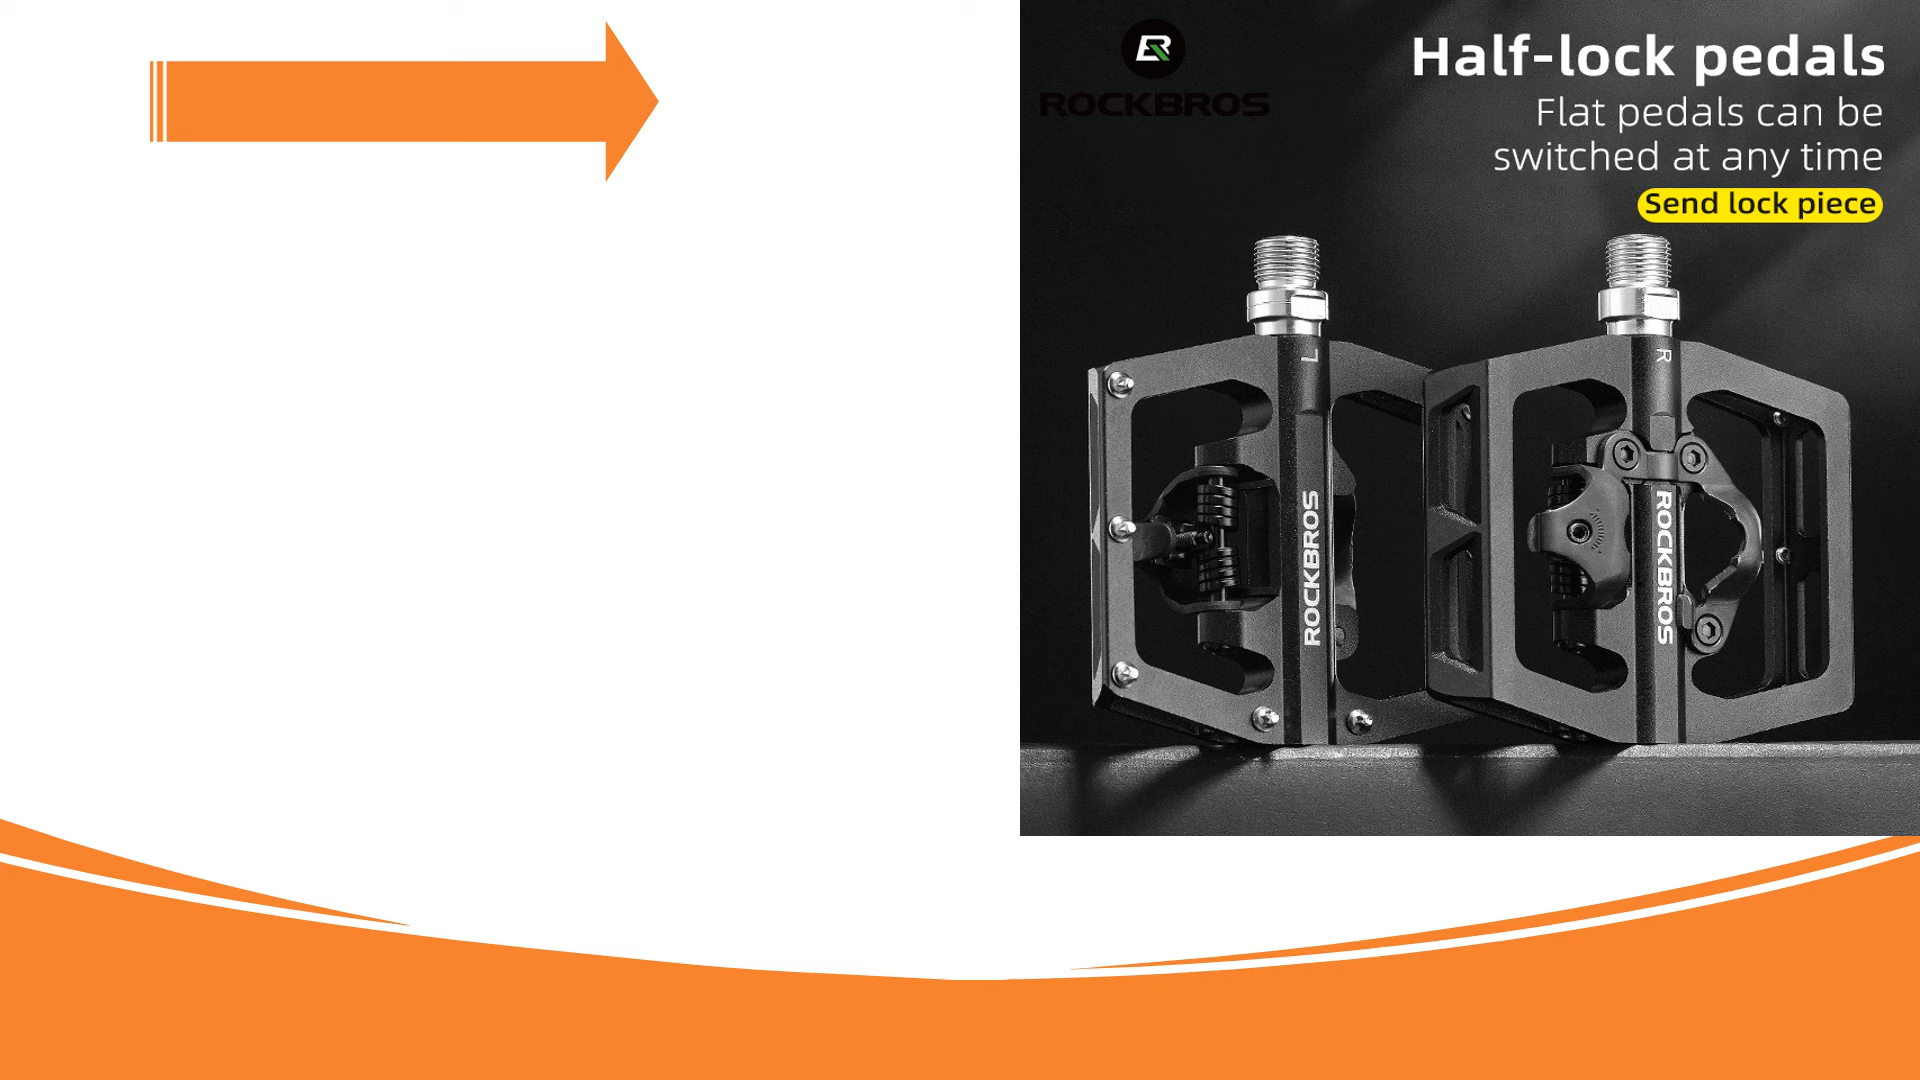 ROCKBROS
Half-lock pedals
Flat pedals can be
switched at any time
Send lock piece
L
R
ROCKBROS
ROCKBROS